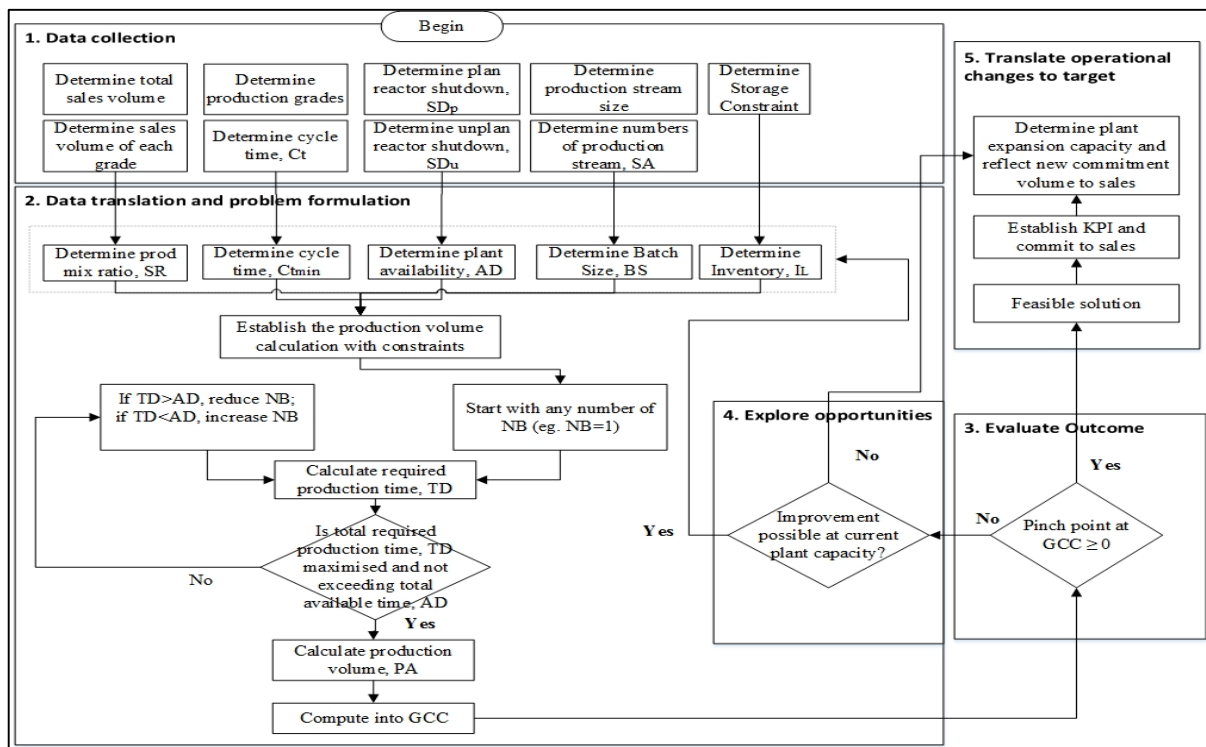 Begin
1. Data collection
Determine total
sales volume
Determine
production grades
Determine plan
reactor shutdown,
SDp
Determine
production stream
size
Determine
Storage
Constraint
Determine sales
volume of each
grade
Determine cycle
time, Ct
Determine unplan
reactor shutdown,
SDu
Determine numbers
of production
stream, SA
2. Data translation and problem formulation
Determine prod
mix ratio, SR
Determine cycle
time, Ctmin
Determine plant
availability, AD
Determine Batch
Size, BS
Determine
Inventory, IL
Establish the production volume
calculation with constraints
If TD>AD, reduce NB;
if TD<AD, increase NB
Start with any number of
NB (eg. NB=1)
Calculate required
production time, TD
Is total required
production time, TD
maximised and not
exceeding total
available time, AD
No
Yes
Calculate production
volume, PA
Compute into GCC
3. Evaluate Outcome
Yes
Pinch point at
GCC ≥ 0
No
4. Explore opportunities
No
Improvement
possible at current
plant capacity?
Yes
5. Translate operational
changes to target
Determine plant
expansion capacity and
reflect new commitment
volume to sales
Establish KPI and
commit to sales
Feasible solution